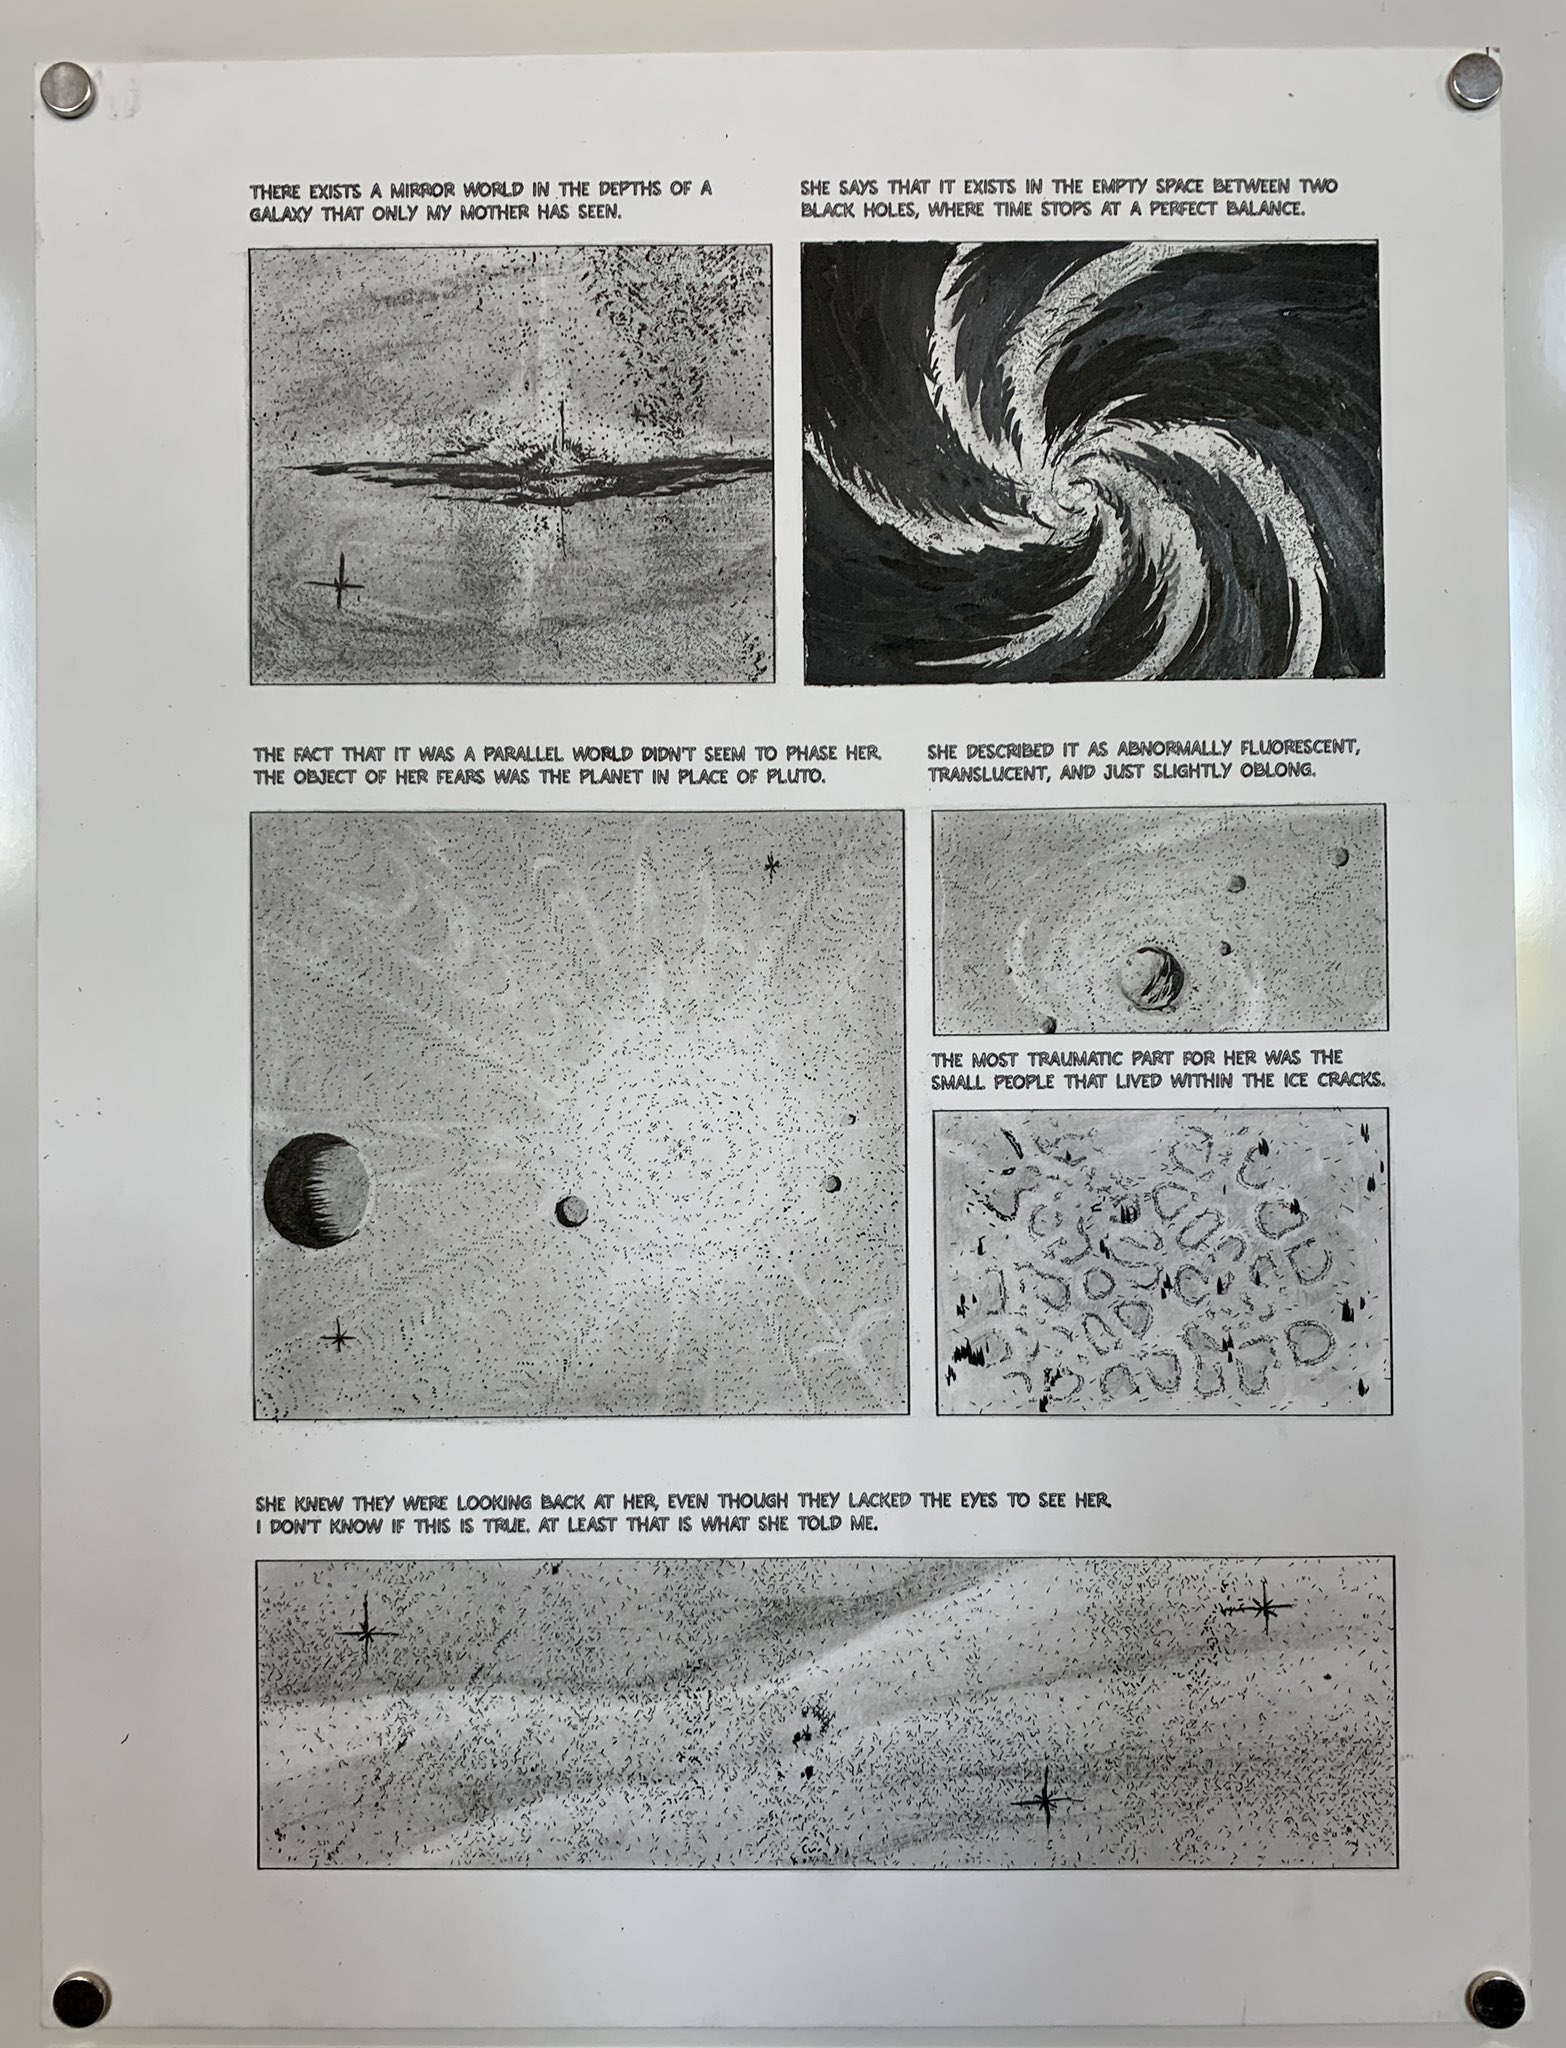 THERE EXISTS A MIRROR WORLD IN THE DEPTHS OF A
GALAXY THAT ONLY MY MOTHER HAS SEEN.
SHE SAYS THAT IT EXISTS IN THE EMPTY SPACE BETWEEN TWO
BLACK HOLES, WHERE TIME STOPS AT A PERFECT BALANCE.
THE FACT THAT IT WAS A PARALLEL WORLD DIDN'T SEEM TO PHASE HER.
THE OBJECT OF HER FEARS WAS THE PLANET IN PLACE OF PLUTO.
SHE DESCRIBED IT AS ABNORMALLY FLUORESCENT,
TRANSLUCENT, AND JUST SLIGHTLY OBLONG.
THE MOST TRAUMATIC PART FOR HER WAS THE
SMALL PEOPLE THAT LIVED WITHIN THE ICE CRACKS.
SHE KNEW THEY WERE LOOKING BACK AT HER, EVEN THOUGH THEY LACKED THE EYES TO SEE HER.
I DON'T KNOW IF THIS IS TRUE. AT LEAST THAT IS WHAT SHE TOLD ME.